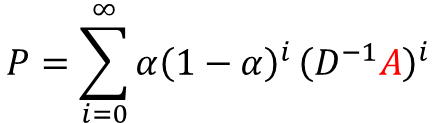 P = ∑_{i=0}^{∞} α(1 − α)^i (D^{−1}A)^i